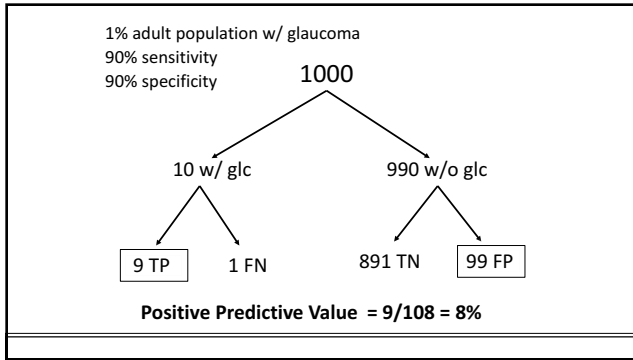 1% adult population w/ glaucoma
90% sensitivity
90% specificity
1000
10 w/ glc
990 w/o glc
9 TP
1 FN
891 TN
99 FP
Positive Predictive Value = 9/108 = 8%